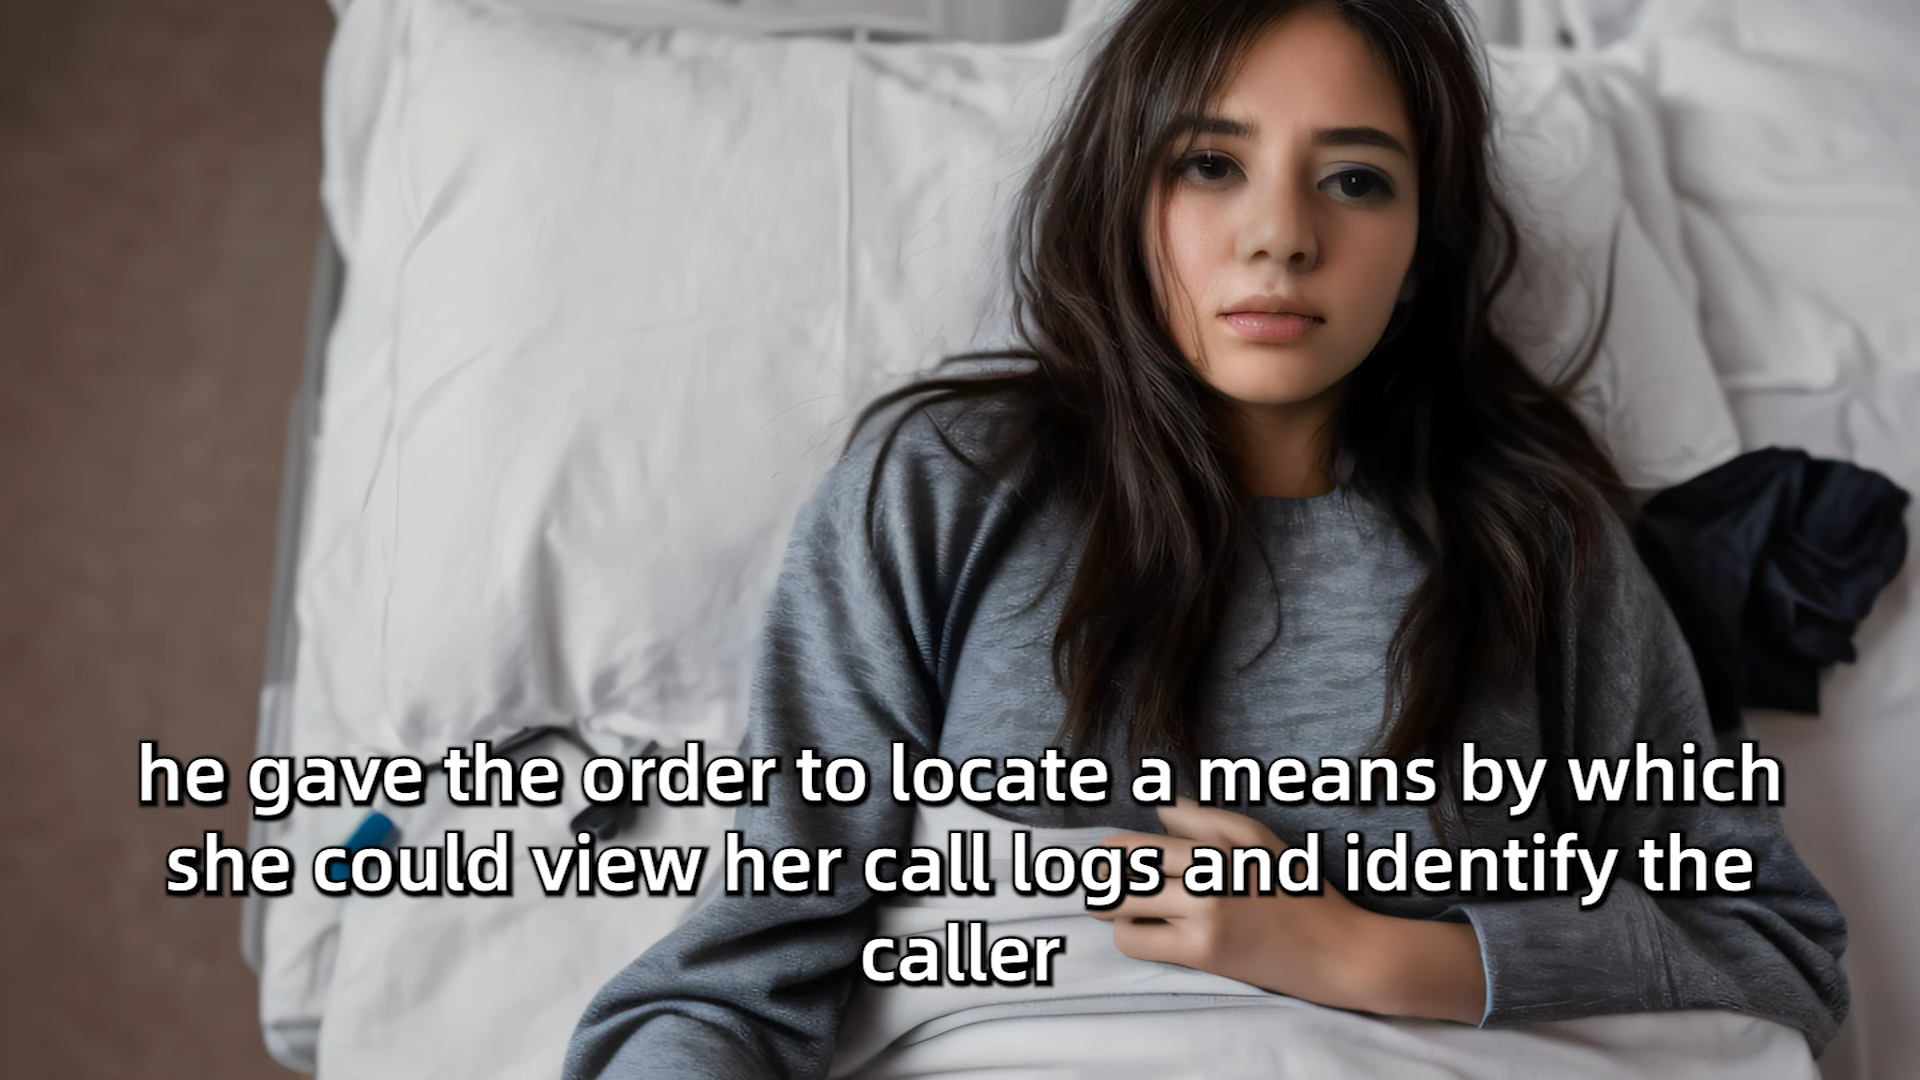 he gave the order to locate a means by which
she could view her call logs and identify the
caller